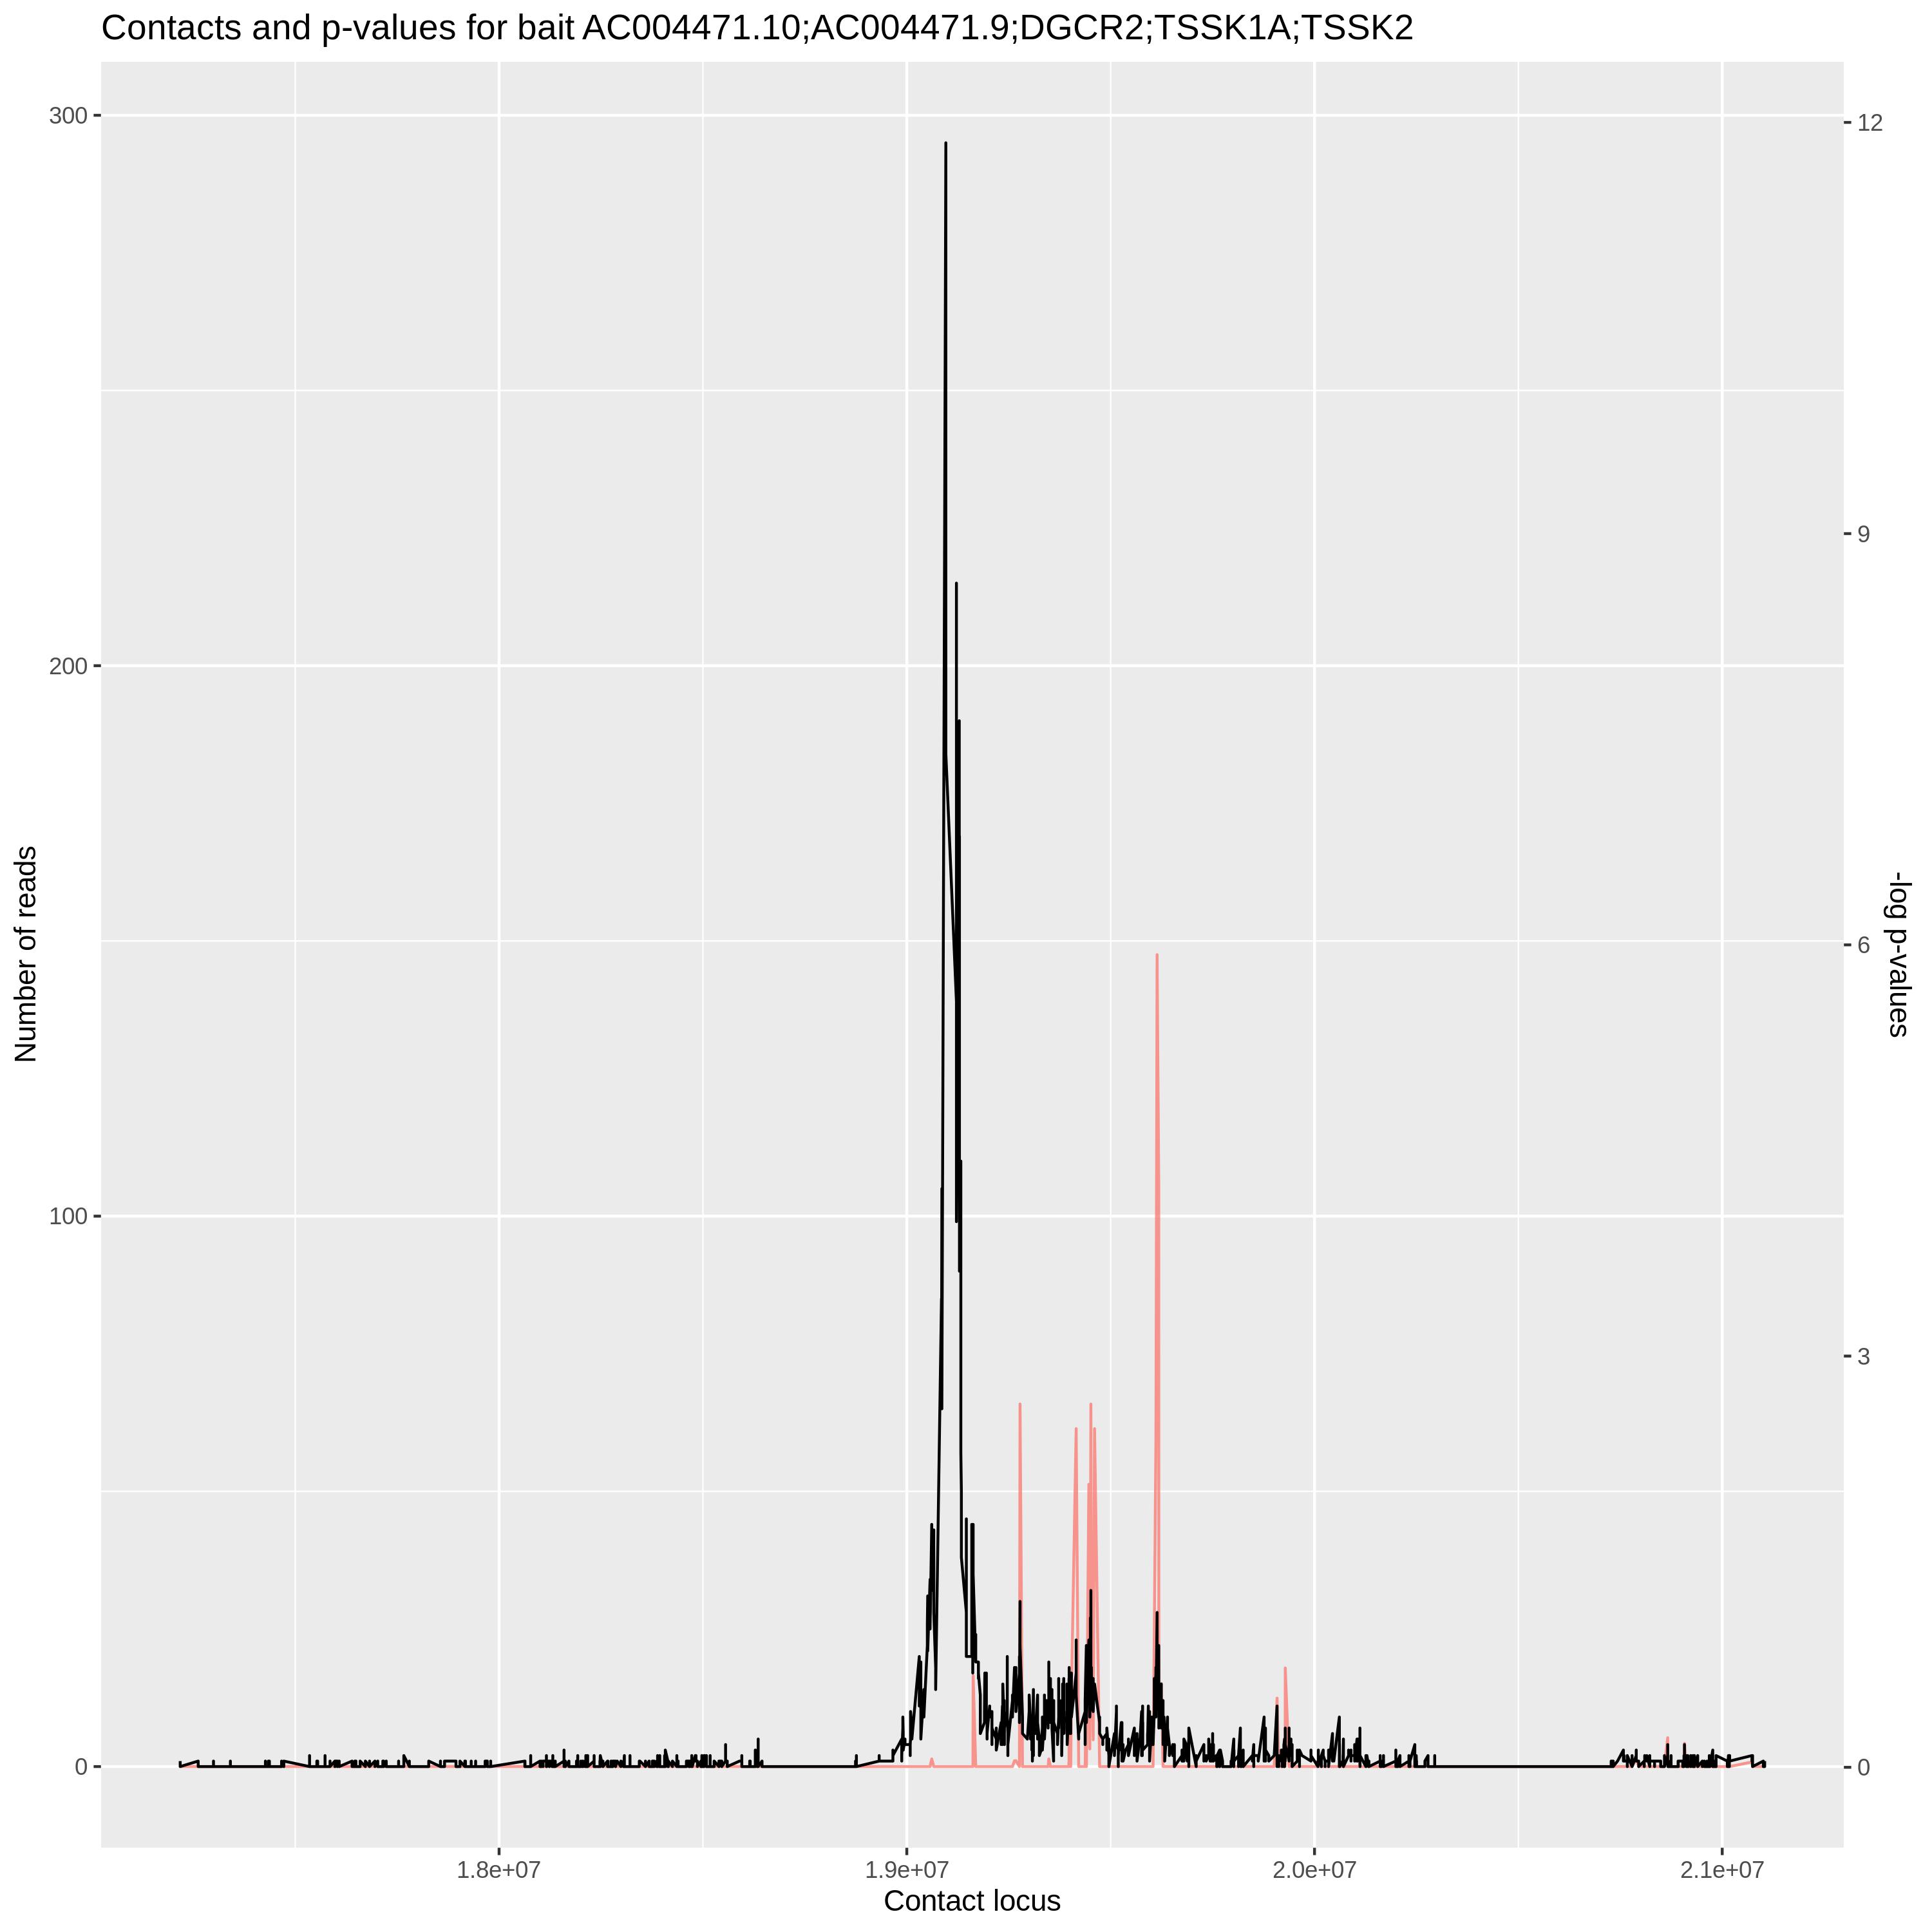 Contacts and p-values for bait AC004471.10;AC004471.9;DGCR2;TSSK1A;TSSK2
300
200
100
0
Number of reads
12
9
6
3
0
-log p-values
1.8e+07 1.9e+07 2.0e+07 2.1e+07
Contact locus